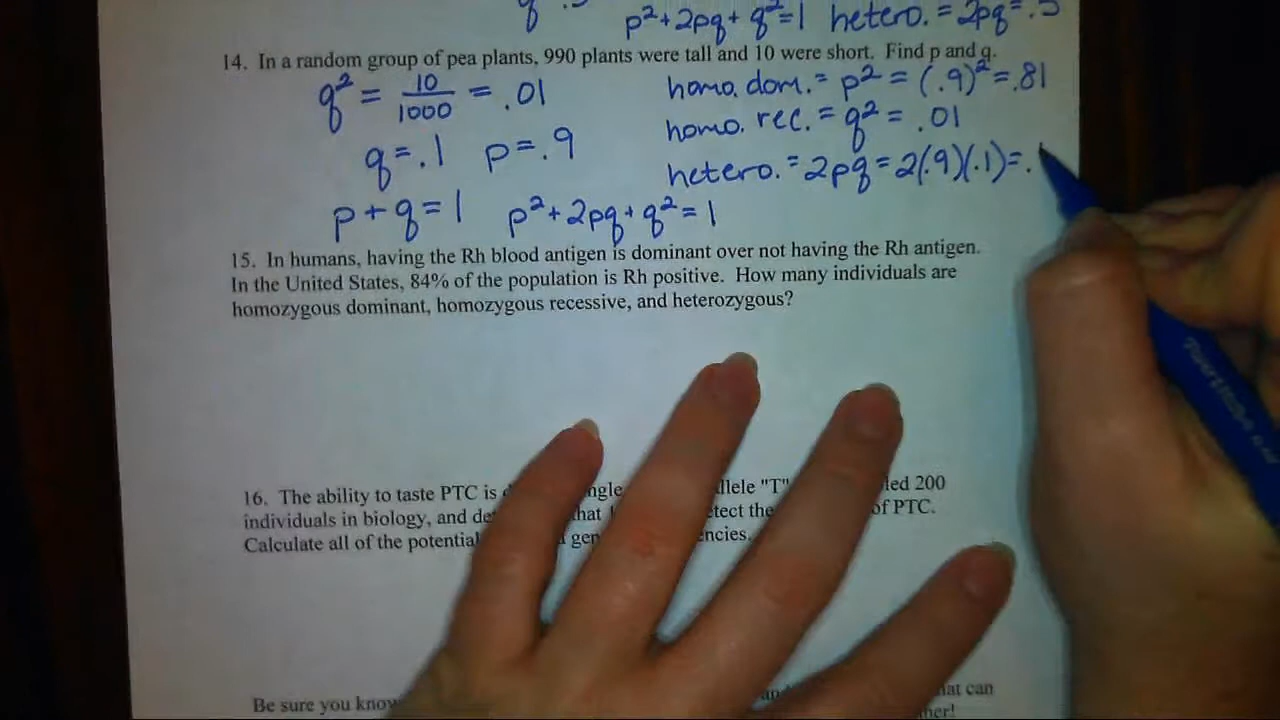 p²+2pq+q²=1 hetero. = 2pq = .5
14. In a random group of pea plants, 990 plants were tall and 10 were short. Find p and q.
q² = 10/1000 = .01
homo. dom. = p² = (.9)² = .81
homo. rec. = q² = .01
q = .1 p = .9
hetero. = 2pq = 2(.9)(.1) = .1
p + q = 1 p² + 2pq + q² = 1
15. In humans, having the Rh blood antigen is dominant over not having the Rh antigen.
In the United States, 84% of the population is Rh positive. How many individuals are
homozygous dominant, homozygous recessive, and heterozygous?
16. The ability to taste PTC is "T" 200
individuals in biology, and the of PTC.
Calculate all of the potential
Be sure you know can